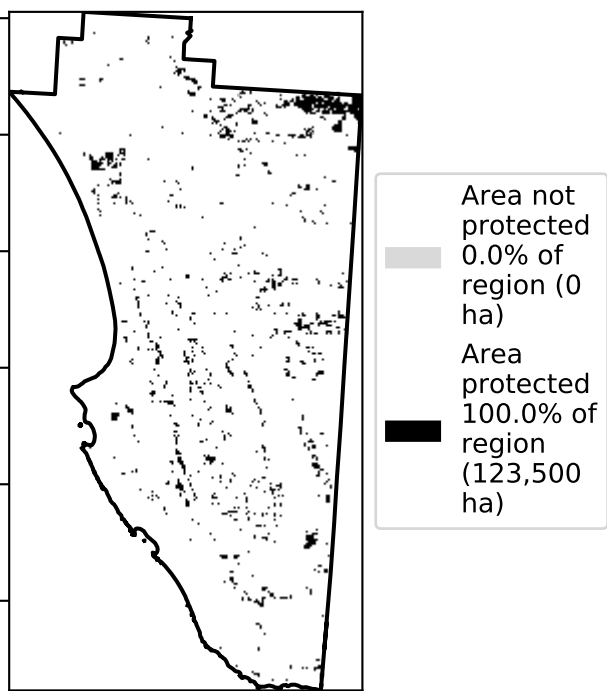 Area not
protected
0.0% of
region (0
ha)
Area
protected
100.0% of
region
(123,500
ha)